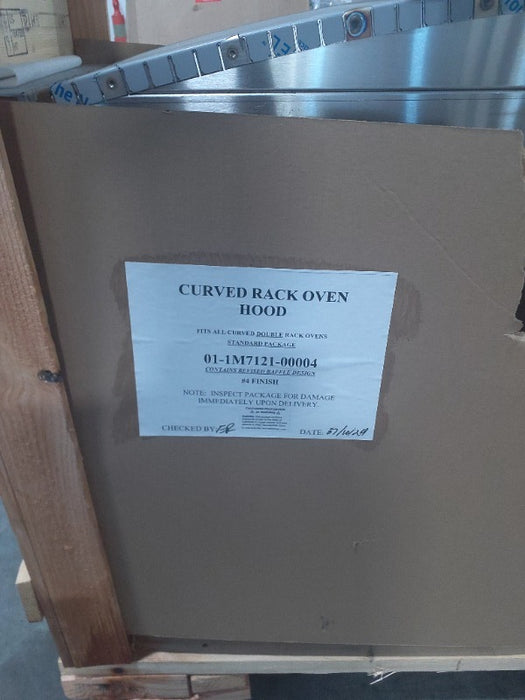 CURVED RACK OVEN
HOOD
FITS ALL CURVED DOUBLE RACK OVENS
STANDARD PACKAGE
01-1M7121-00004
CONTAINS REVISED BAFFLE DESIGN
#4 FINISH
NOTE: INSPECT PACKAGE FOR DAMAGE
IMMEDIATELY UPON DELIVERY.
CHECKED BY
DATE: